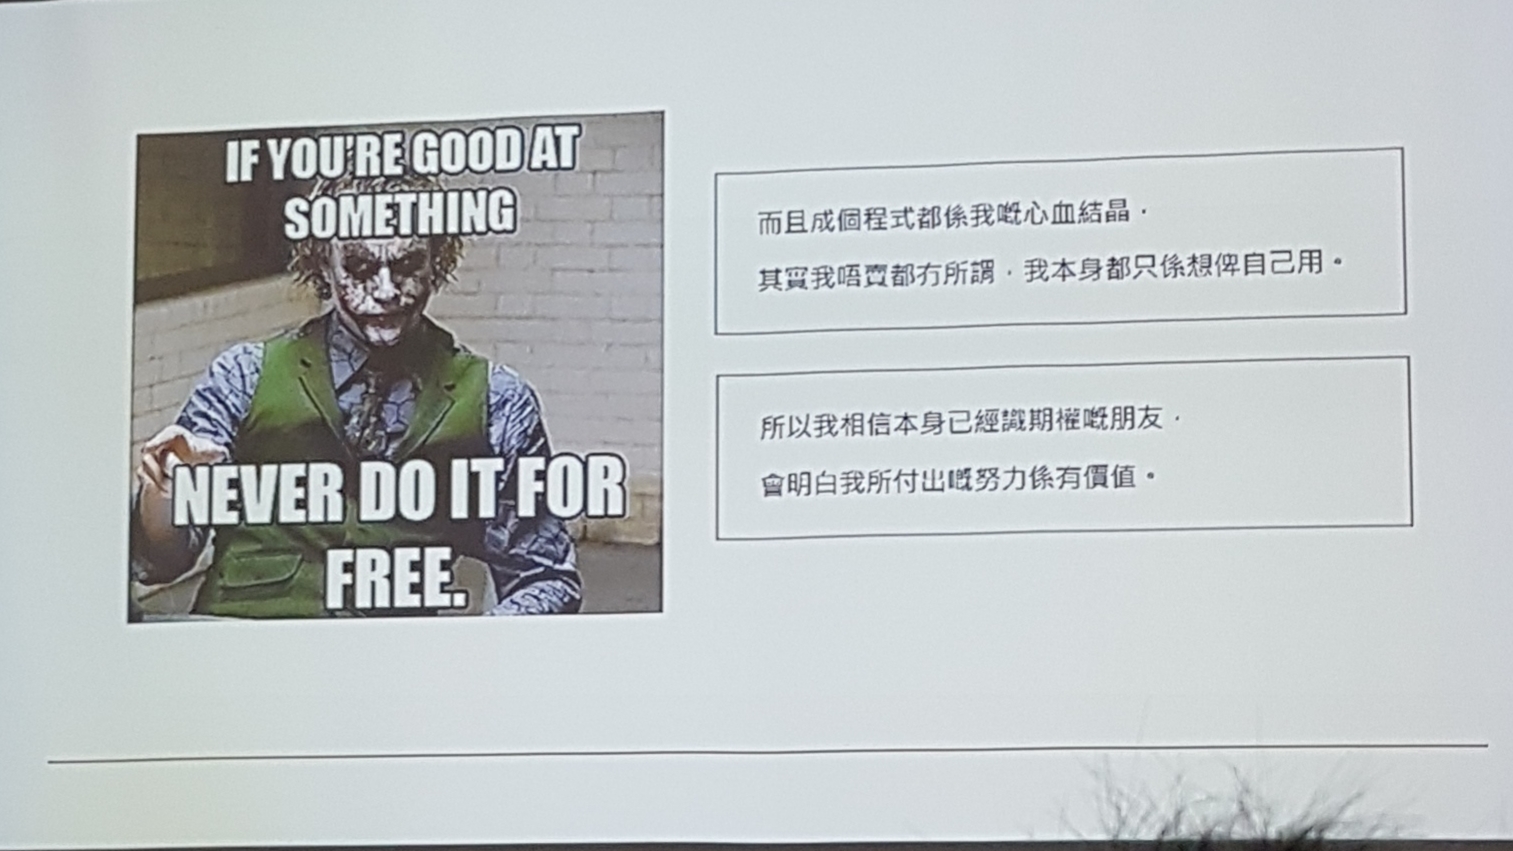 IF YOU'RE GOOD AT
SOMETHING
NEVER DO IT FOR
FREE.
而且成個程式都係我嘅心血結晶，
其實我唔賣都冇所謂，我本身都只係想俾自己用。
所以我相信本身已經識期權嘅朋友，
會明白我所付出嘅努力係有價值。